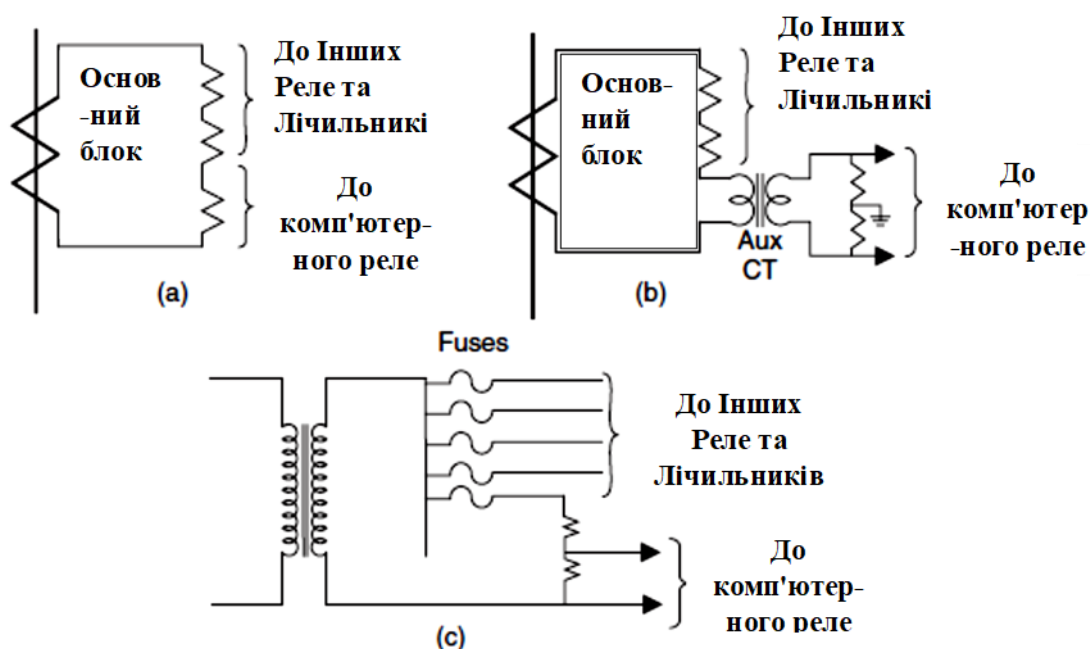 До Інших
Реле та
Лічильникі
Основ
-ний
блок
До
комп'ютер-
ного реле
(a)
До Інших
Реле та
Лічильникі
Основ-
ний
блок
До
комп'ютер
-ного реле
Aux
CT
(b)
Fuses
До Інших
Реле та
Лічильників
До
комп'ютер-
ного реле
(c)